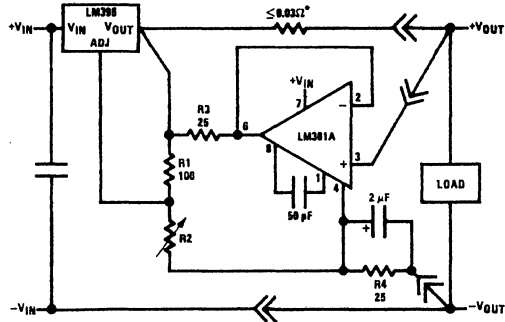 LM396
≤0.03Ω*
+VIN
VIN VOUT
ADJ
+VOUT
+VIN
7
2
−
R3
25
6
LM301A
8
1
+
3
4
R1
100
50 pF
2 μF
+
LOAD
R2
R4
25
−VIN
−VOUT